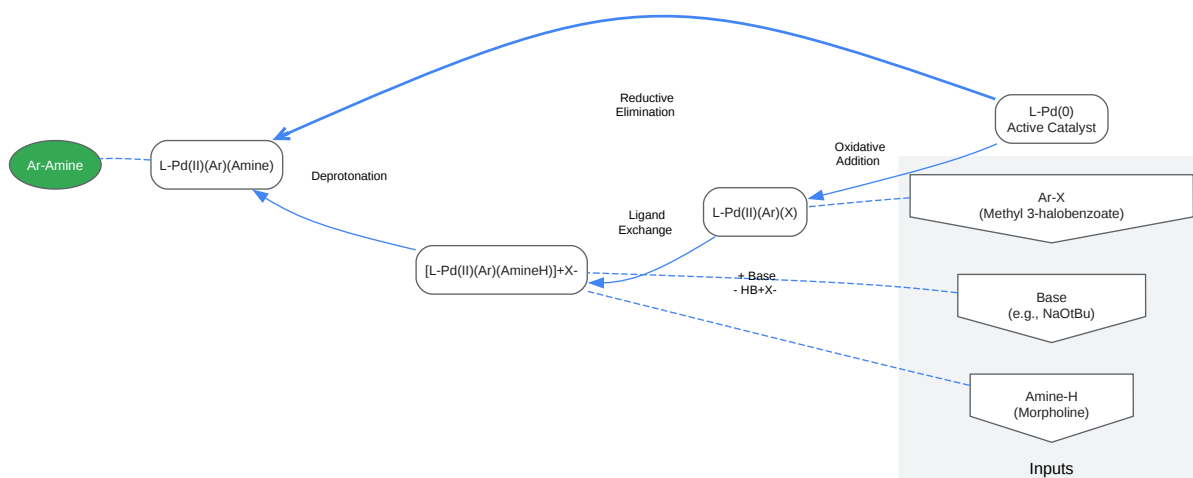 Reductive
Elimination
L-Pd(0)
Active Catalyst
Oxidative
Addition
Ar-Amine
L-Pd(II)(Ar)(Amine)
Deprotonation
Ar-X
(Methyl 3-halobenzoate)
L-Pd(II)(Ar)(X)
Ligand
Exchange
[L-Pd(II)(Ar)(AmineH)]+X-
+ Base
- HB+X-
Base
(e.g., NaOtBu)
Amine-H
(Morpholine)
Inputs